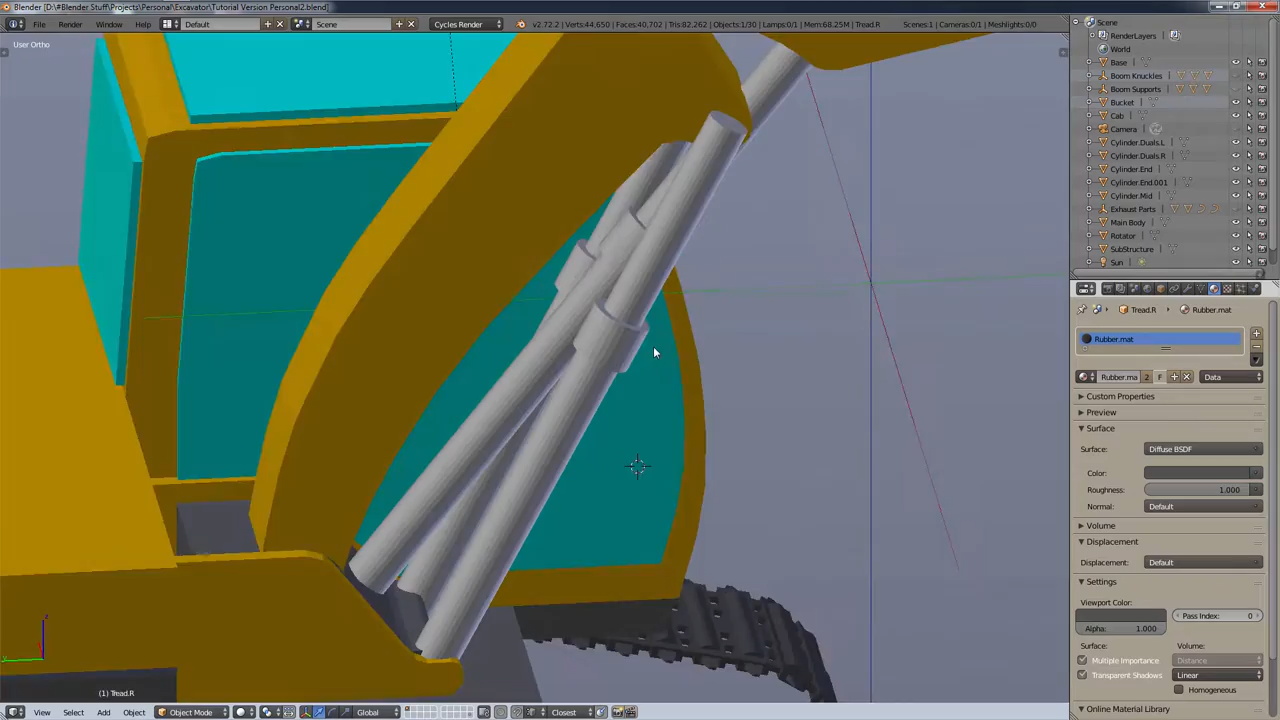 Blender [D:\#Blender Stuff\Projects\Personal\Excavator\Tutorial Version Personal2.blend]
File Render Window Help Default Scene Cycles Render v2.72.2 | Verts:44,650 | Faces:40,702 | Tris:82,262 | Objects:1/30 | Lamps:0/1 | Mem:68.25M | Tread.R Scenes:1 | Cameras:0/1 | Meshlights:0/0
User Ortho
Scene
RenderLayers
World
Base
Boom Knuckles
Boom Supports
Bucket
Cab
Camera
Cylinder.Duals.L
Cylinder.Duals.R
Cylinder.End
Cylinder.End.001
Cylinder.Mid
Exhaust Parts
Main Body
Rotator
SubStructure
Sun
Tread.R Rubber.mat
Rubber.mat
Rubber.ma 2 F Data
Custom Properties
Preview
Surface
Surface: Diffuse BSDF
Color:
Roughness: 1.000
Normal: Default
Volume
Displacement
Displacement: Default
Settings
Viewport Color: Pass Index: 0
Alpha: 1.000
Surface: Volume:
Multiple Importance Distance
Transparent Shadows Linear
Homogeneous
Online Material Library
(1) Tread.R
View Select Add Object Object Mode Global Closest